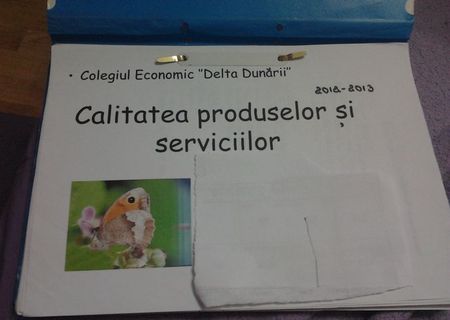 • Colegiul Economic "Delta Dunării"
2012-2013
Calitatea produselor și
serviciilor